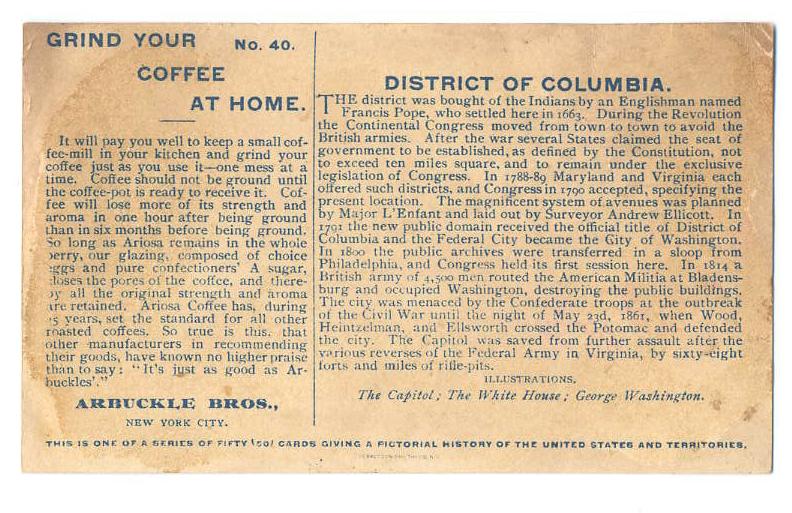 GRIND YOUR No. 40.
COFFEE
AT HOME.
It will pay you well to keep a small cof-
fee-mill in your kitchen and grind your
coffee just as you use it—one mess at a
time. Coffee should not be ground until
the coffee-pot is ready to receive it. Cof-
fee will lose more of its strength and
aroma in one hour after being ground
than in six months before being ground.
So long as Ariosa remains in the whole
berry, our glazing, composed of choice
eggs and pure confectioners' A sugar,
closes the pores of the coffee, and there-
by all the original strength and aroma
are retained. Ariosa Coffee has, during
25 years, set the standard for all other
roasted coffees. So true is this, that
other manufacturers in recommending
their goods, have known no higher praise
than to say: "It's just as good as Ar-
buckles'."
ARBUCKLE BROS.,
NEW YORK CITY.
DISTRICT OF COLUMBIA.
THE district was bought of the Indians by an Englishman named
Francis Pope, who settled here in 1663. During the Revolution
the Continental Congress moved from town to town to avoid the
British armies. After the war several States claimed the seat of
government to be established, as defined by the Constitution, not
to exceed ten miles square, and to remain under the exclusive
legislation of Congress. In 1788-89 Maryland and Virginia each
offered such districts, and Congress in 1790 accepted, specifying the
present location. The magnificent system of avenues was planned
by Major L'Enfant and laid out by Surveyor Andrew Ellicott. In
1791 the new public domain received the official title of District of
Columbia and the Federal City became the City of Washington.
In 1800 the public archives were transferred in a sloop from
Philadelphia, and Congress held its first session here. In 1814 a
British army of 4,500 men routed the American Militia at Bladens-
burg and occupied Washington, destroying the public buildings.
The city was menaced by the Confederate troops at the outbreak
of the Civil War until the night of May 23d, 1861, when Wood,
Heintzelman, and Ellsworth crossed the Potomac and defended
the city. The Capitol was saved from further assault after the
various reverses of the Federal Army in Virginia, by sixty-eight
forts and miles of rifle-pits.
ILLUSTRATIONS.
The Capitol; The White House; George Washington.
THIS IS ONE OF A SERIES OF FIFTY (50) CARDS GIVING A PICTORIAL HISTORY OF THE UNITED STATES AND TERRITORIES.